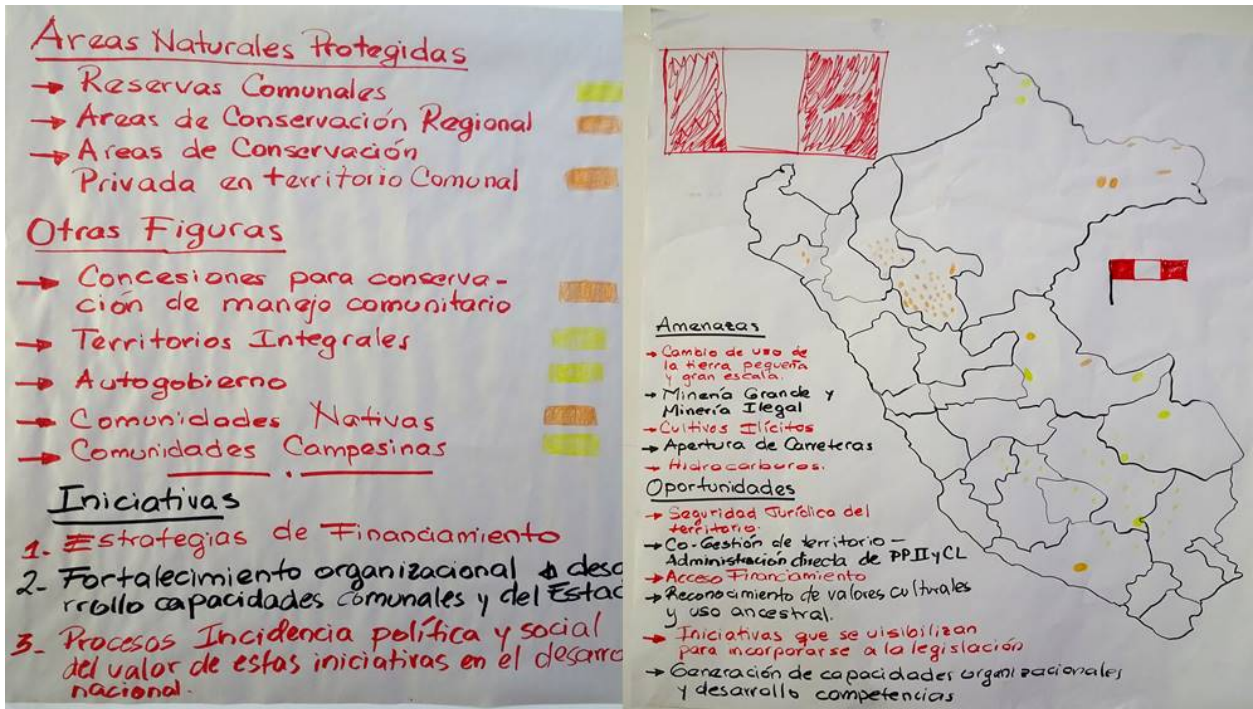 Areas Naturales Protegidas
→ Reservas Comunales
→ Areas de Conservación Regional
→ Areas de Conservación
Privada en territorio Comunal
Otras Figuras
→ Concesiones para conserva-
ción de manejo comunitario
→ Territorios Integrales
→ Autogobierno
→ Comunidades Nativas
→ Comunidades Campesinas
Iniciativas
1- Estrategias de Financiamiento
2- Fortalecimiento organizacional desa
rrollo capacidades comunales y del Estad
3- Procesos Incidencia política y social
del valor de estas iniciativas en el desarro
nacional.
Amenazas
→ Cambio de uso de
la tierra pequeña
y gran escala.
→ Minería Grande y
Minería Ilegal
→ Cultivos Ilícitos
→ Apertura de Carreteras
→ Hidrocarburos.
Oportunidades
→ Seguridad Jurídica del
territorio.
→ Co-Gestión de territorio -
Administración directa de PPII y CL
→ Acceso Financiamiento
→ Reconocimiento de valores culturales
y uso ancestral.
→ Iniciativas que se visibilizan
para incorporarse a la legislación
→ Generación de capacidades organizacionales
y desarrollo competencias